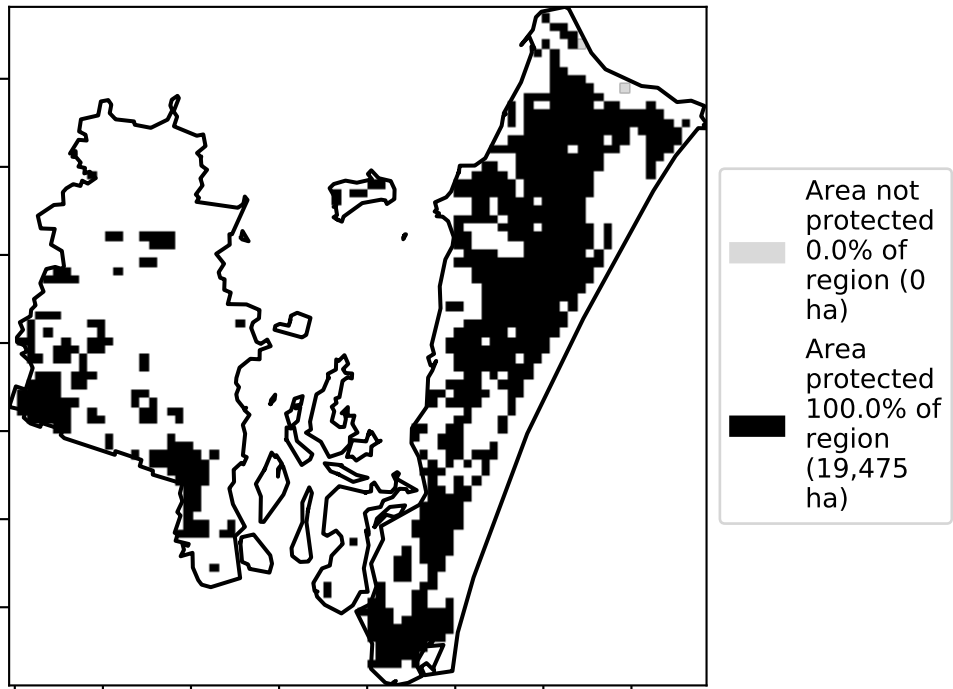 Area not
protected
0.0% of
region (0
ha)
Area
protected
100.0% of
region
(19,475
ha)